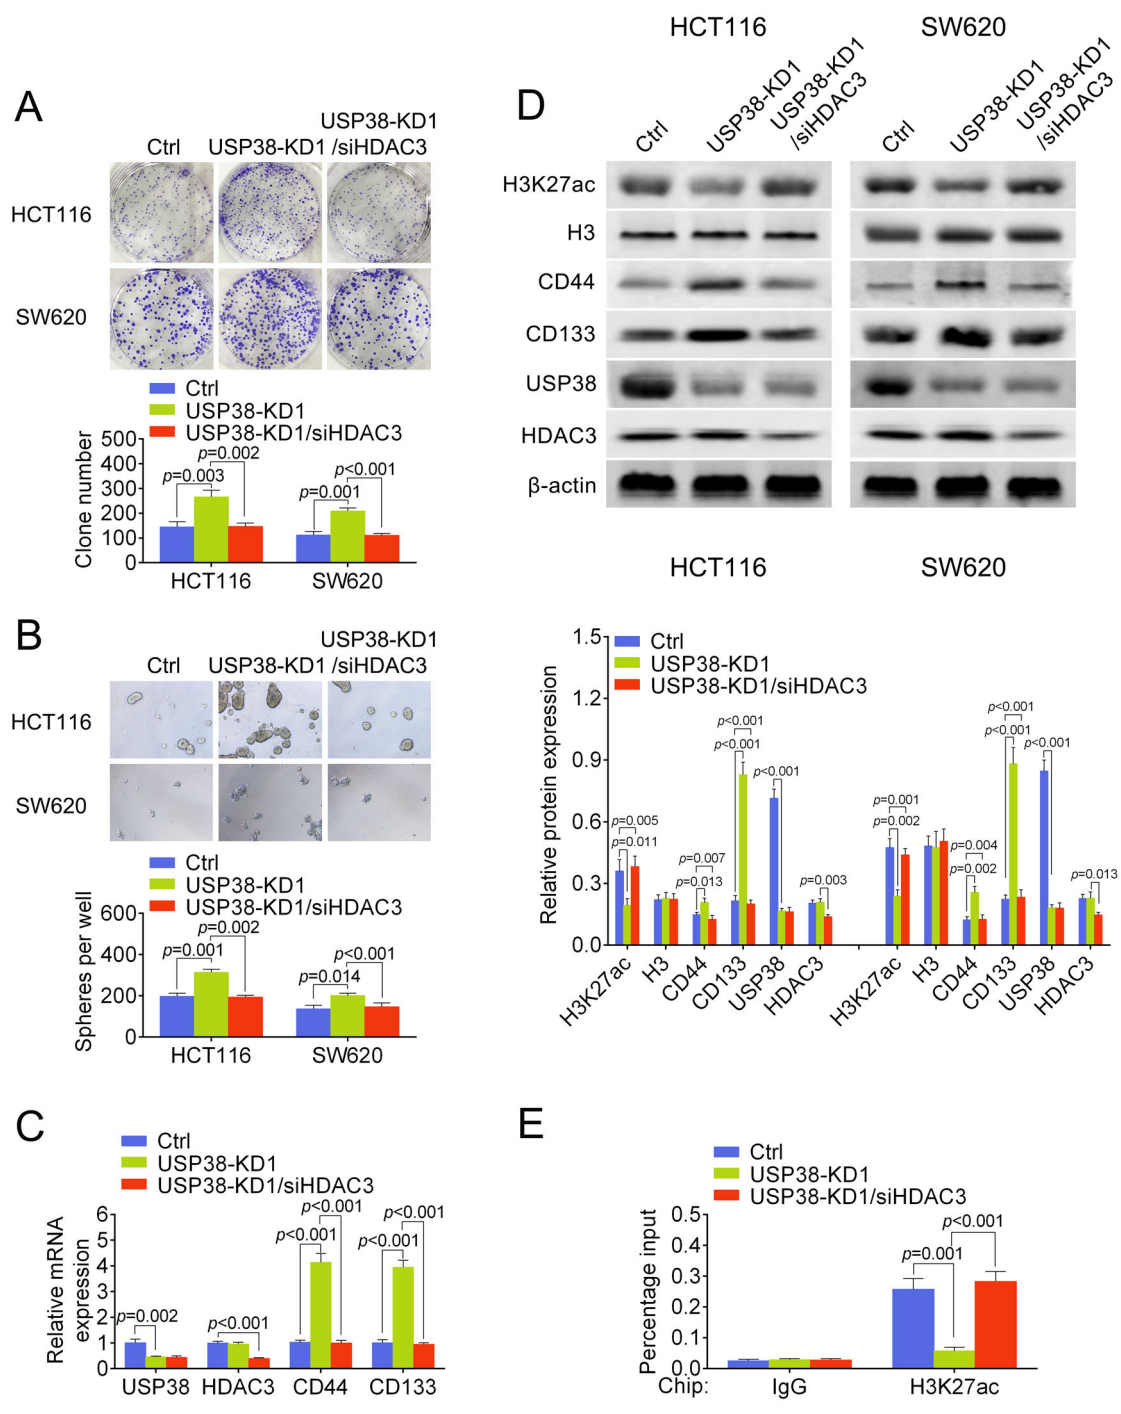 A
Ctrl
USP38-KD1
USP38-KD1
/siHDAC3
HCT116
SW620
Ctrl
USP38-KD1
USP38-KD1/siHDAC3
Clone number
500
400
300
200
100
0
p=0.003
p=0.002
p=0.001
p<0.001
HCT116
SW620
B
Ctrl
USP38-KD1
USP38-KD1
/siHDAC3
HCT116
SW620
Ctrl
USP38-KD1
USP38-KD1/siHDAC3
Spheres per well
600
400
200
0
p=0.001
p=0.002
p=0.014
p<0.001
HCT116
SW620
C
Ctrl
USP38-KD1
USP38-KD1/siHDAC3
Relative mRNA
expression
6
5
4
3
2
1
0
p=0.002
p<0.001
p<0.001
p<0.001
p<0.001
p<0.001
USP38
HDAC3
CD44
CD133
D
HCT116
SW620
Ctrl
USP38-KD1
USP38-KD1
/siHDAC3
Ctrl
USP38-KD1
USP38-KD1
/siHDAC3
H3K27ac
H3
CD44
CD133
USP38
HDAC3
β-actin
HCT116
SW620
Ctrl
USP38-KD1
USP38-KD1/siHDAC3
Relative protein expression
1.5
1.2
0.9
0.6
0.3
0.0
p=0.005
p=0.011
p=0.007
p=0.013
p<0.001
p<0.001
p<0.001
p=0.003
p=0.001
p=0.002
p=0.004
p=0.002
p<0.001
p<0.001
p<0.001
p=0.013
H3K27ac
H3
CD44
CD133
USP38
HDAC3
H3K27ac
H3
CD44
CD133
USP38
HDAC3
E
Ctrl
USP38-KD1
USP38-KD1/siHDAC3
Percentage input
0.5
0.4
0.3
0.2
0.1
0.0
p=0.001
p<0.001
Chip:
IgG
H3K27ac